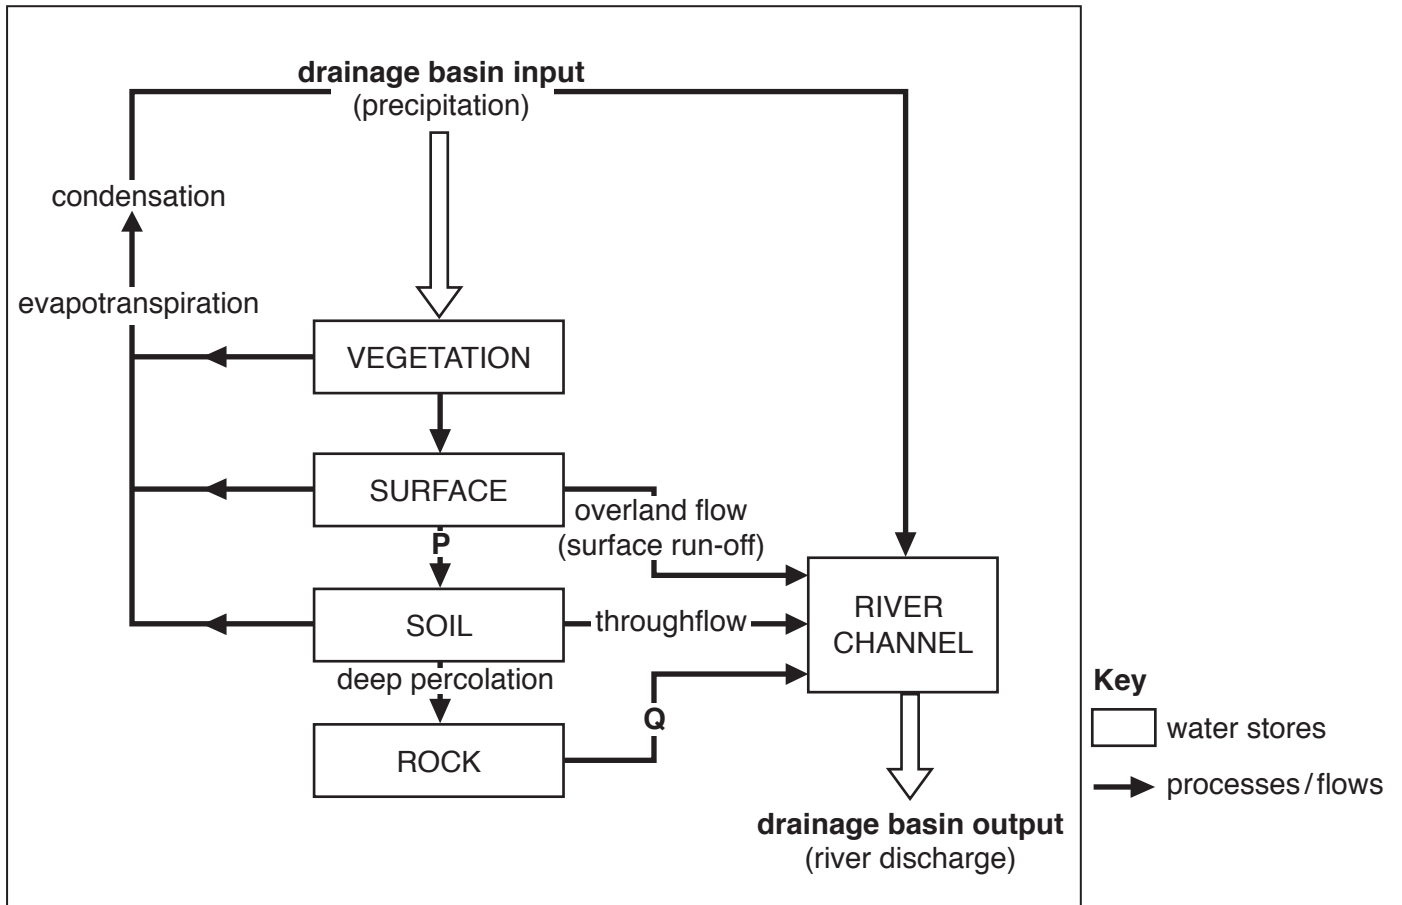 drainage basin input
(precipitation)
condensation
evapotranspiration
VEGETATION
SURFACE
overland flow
(surface run-off)
P
SOIL
throughflow
RIVER
CHANNEL
deep percolation
Q
ROCK
drainage basin output
(river discharge)
Key
water stores
processes/flows